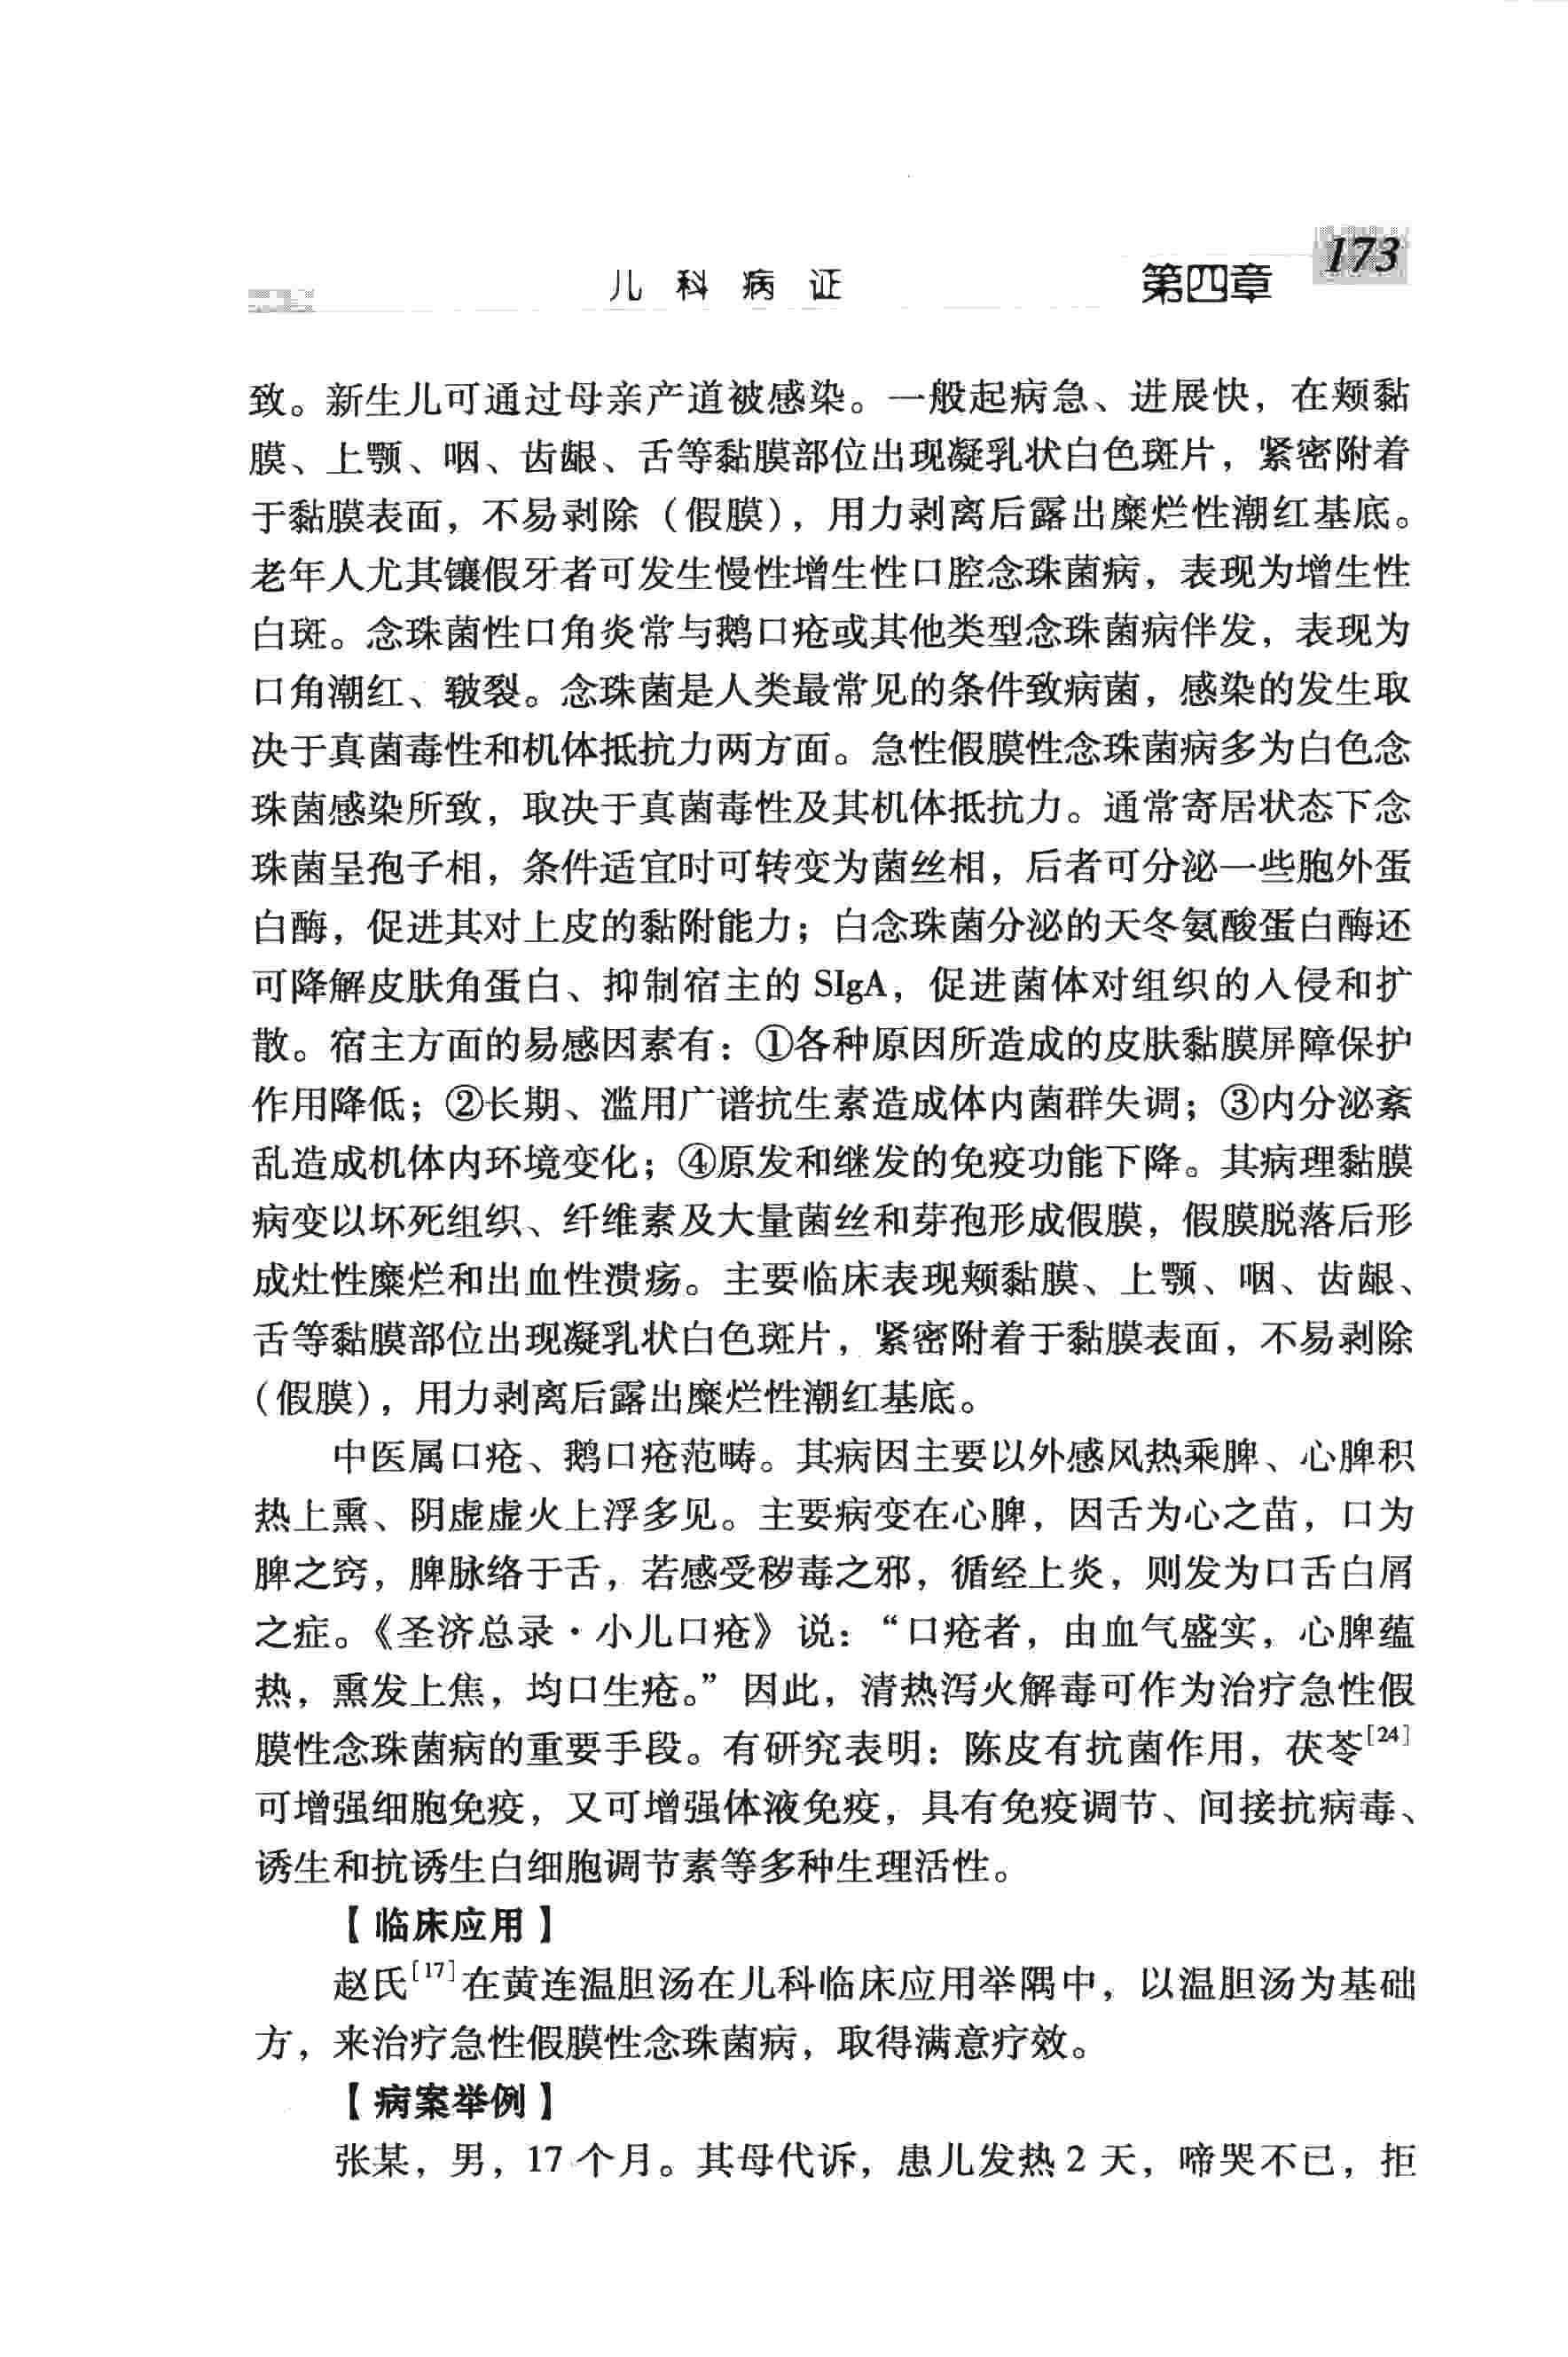 儿科病证
第四章
173
致。新生儿可通过母亲产道被感染。一般起病急、进展快，在颊黏
膜、上颚、咽、齿龈、舌等黏膜部位出现凝乳状白色斑片，紧密附着
于黏膜表面，不易剥除（假膜），用力剥离后露出糜烂性潮红基底。
老年人尤其镶假牙者可发生慢性增生性口腔念珠菌病，表现为增生性
白斑。念珠菌性口角炎常与鹅口疮或其他类型念珠菌病伴发，表现为
口角潮红、皲裂。念珠菌是人类最常见的条件致病菌，感染的发生取
决于真菌毒性和机体抵抗力两方面。急性假膜性念珠菌病多为白色念
珠菌感染所致，取决于真菌毒性及其机体抵抗力。通常寄居状态下念
珠菌呈孢子相，条件适宜时可转变为菌丝相，后者可分泌一些胞外蛋
白酶，促进其对上皮的黏附能力；白念珠菌分泌的天冬氨酸蛋白酶还
可降解皮肤角蛋白、抑制宿主的 SIgA，促进菌体对组织的入侵和扩
散。宿主方面的易感因素有：①各种原因所造成的皮肤黏膜屏障保护
作用降低；②长期、滥用广谱抗生素造成体内菌群失调；③内分泌紊
乱造成机体内环境变化；④原发和继发的免疫功能下降。其病理黏膜
病变以坏死组织、纤维素及大量菌丝和芽孢形成假膜，假膜脱落后形
成灶性糜烂和出血性溃疡。主要临床表现颊黏膜、上颚、咽、齿龈、
舌等黏膜部位出现凝乳状白色斑片，紧密附着于黏膜表面，不易剥除
（假膜），用力剥离后露出糜烂性潮红基底。
中医属口疮、鹅口疮范畴。其病因主要以外感风热乘脾、心脾积
热上熏、阴虚虚火上浮多见。主要病变在心脾，因舌为心之苗，口为
脾之窍，脾脉络于舌，若感受秽毒之邪，循经上炎，则发为口舌白屑
之症。《圣济总录·小儿口疮》说：“口疮者，由血气盛实，心脾蕴
热，熏发上焦，均口生疮。”因此，清热泻火解毒可作为治疗急性假
膜性念珠菌病的重要手段。有研究表明：陈皮有抗菌作用，茯苓[24]
可增强细胞免疫，又可增强体液免疫，具有免疫调节、间接抗病毒、
诱生和抗诱生白细胞调节素等多种生理活性。
【临床应用】
赵氏[17]在黄连温胆汤在儿科临床应用举隅中，以温胆汤为基础
方，来治疗急性假膜性念珠菌病，取得满意疗效。
【病案举例】
张某，男，17 个月。其母代诉，患儿发热 2 天，啼哭不已，拒